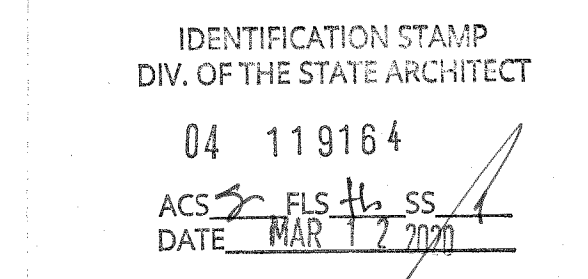 IDENTIFICATION STAMP
DIV. OF THE STATE ARCHITECT
04 119164
ACS FLS SS
DATE MAR 12 2020